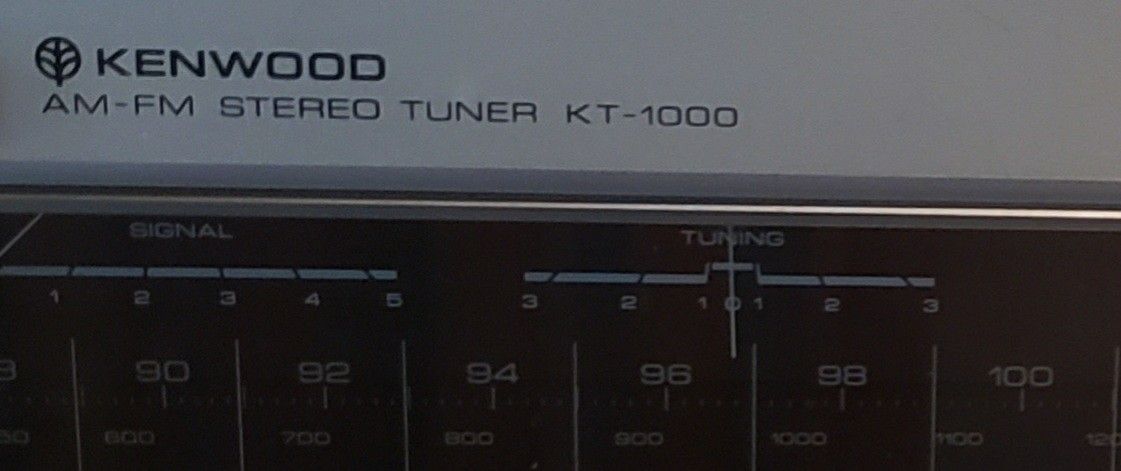 KENWOOD
AM-FM STEREO TUNER KT-1000
SIGNAL TUNING
1 2 3 4 5 3 2 1 0 1 2 3
90 92 94 96 98 100
600 700 800 900 1000 1100